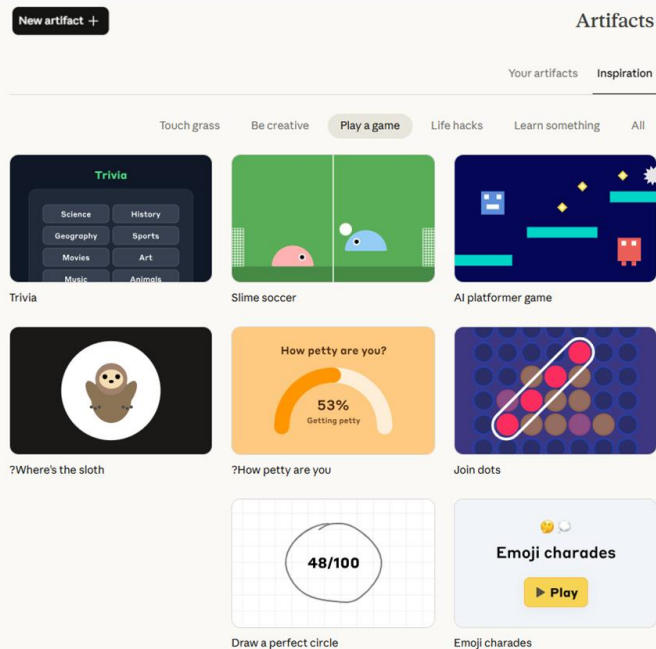 New artifact +
Artifacts
Your artifacts
Inspiration
Touch grass
Be creative
Play a game
Life hacks
Learn something
All
Trivia
Science
History
Geography
Sports
Movies
Art
Music
Animals
Trivia
Slime soccer
AI platformer game
?Where's the sloth
How petty are you?
53%
Getting petty
?How petty are you
Join dots
48/100
Draw a perfect circle
Emoji charades
Play
Emoji charades